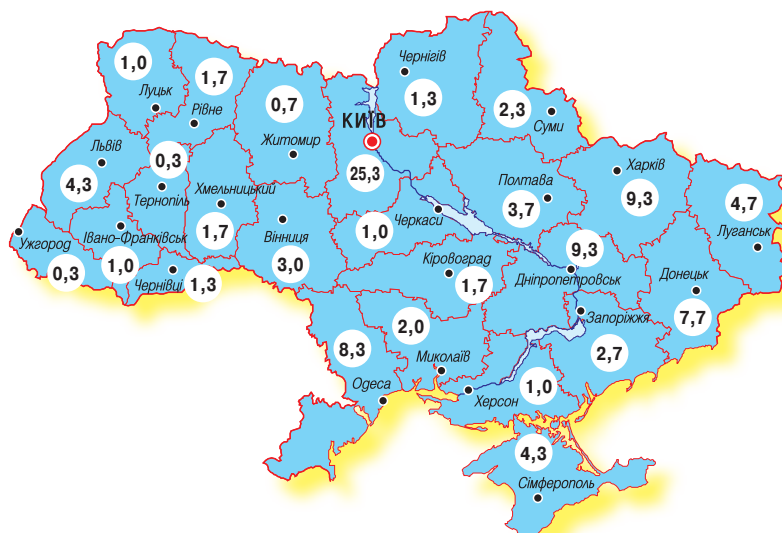 1,0
Луцьк
1,7
Рівне
0,7
Житомир
КИЇВ
25,3
Чернігів
1,3
2,3
Суми
Львів
4,3
0,3
Тернопіль
Хмельницький
1,7
Вінниця
3,0
1,0
Черкаси
Полтава
3,7
Харків
9,3
4,7
Луганськ
Ужгород
0,3
Івано-Франківськ
1,0
Чернівці
1,3
Кіровоград
1,7
9,3
Дніпропетровськ
Донецьк
7,7
Запоріжжя
2,7
8,3
Одеса
2,0
Миколаїв
Херсон
1,0
4,3
Сімферополь